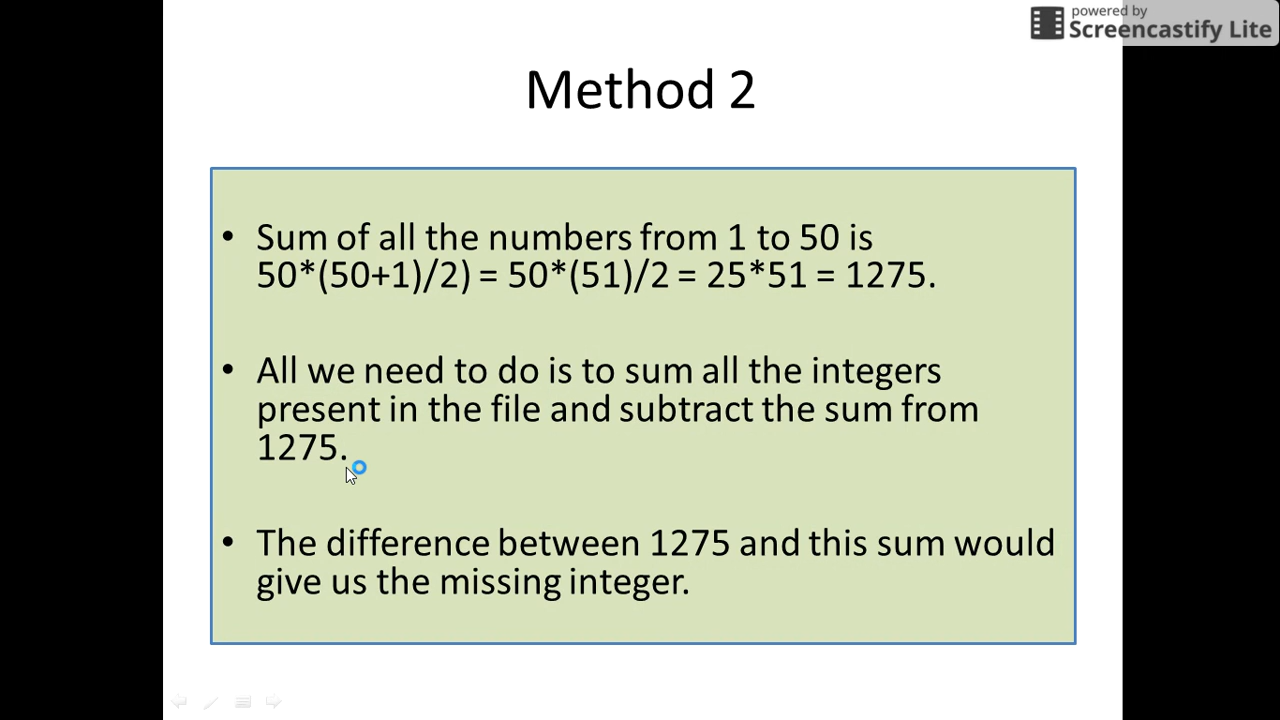 powered by
Screencastify Lite
Method 2
• Sum of all the numbers from 1 to 50 is
50*(50+1)/2) = 50*(51)/2 = 25*51 = 1275.
• All we need to do is to sum all the integers
present in the file and subtract the sum from
1275.
• The difference between 1275 and this sum would
give us the missing integer.